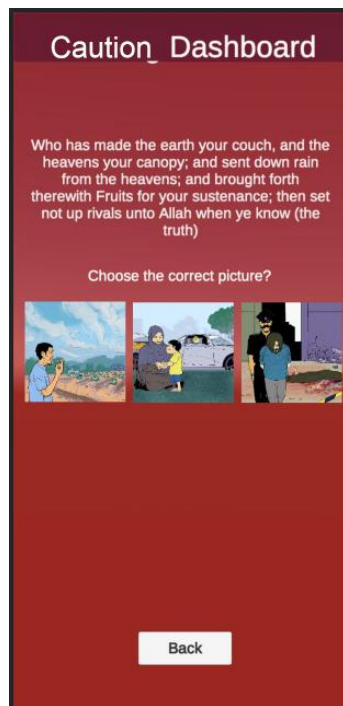 Caution Dashboard
Who has made the earth your couch, and the
heavens your canopy; and sent down rain
from the heavens; and brought forth
therewith Fruits for your sustenance; then set
not up rivals unto Allah when ye know (the
truth)
Choose the correct picture?
Back